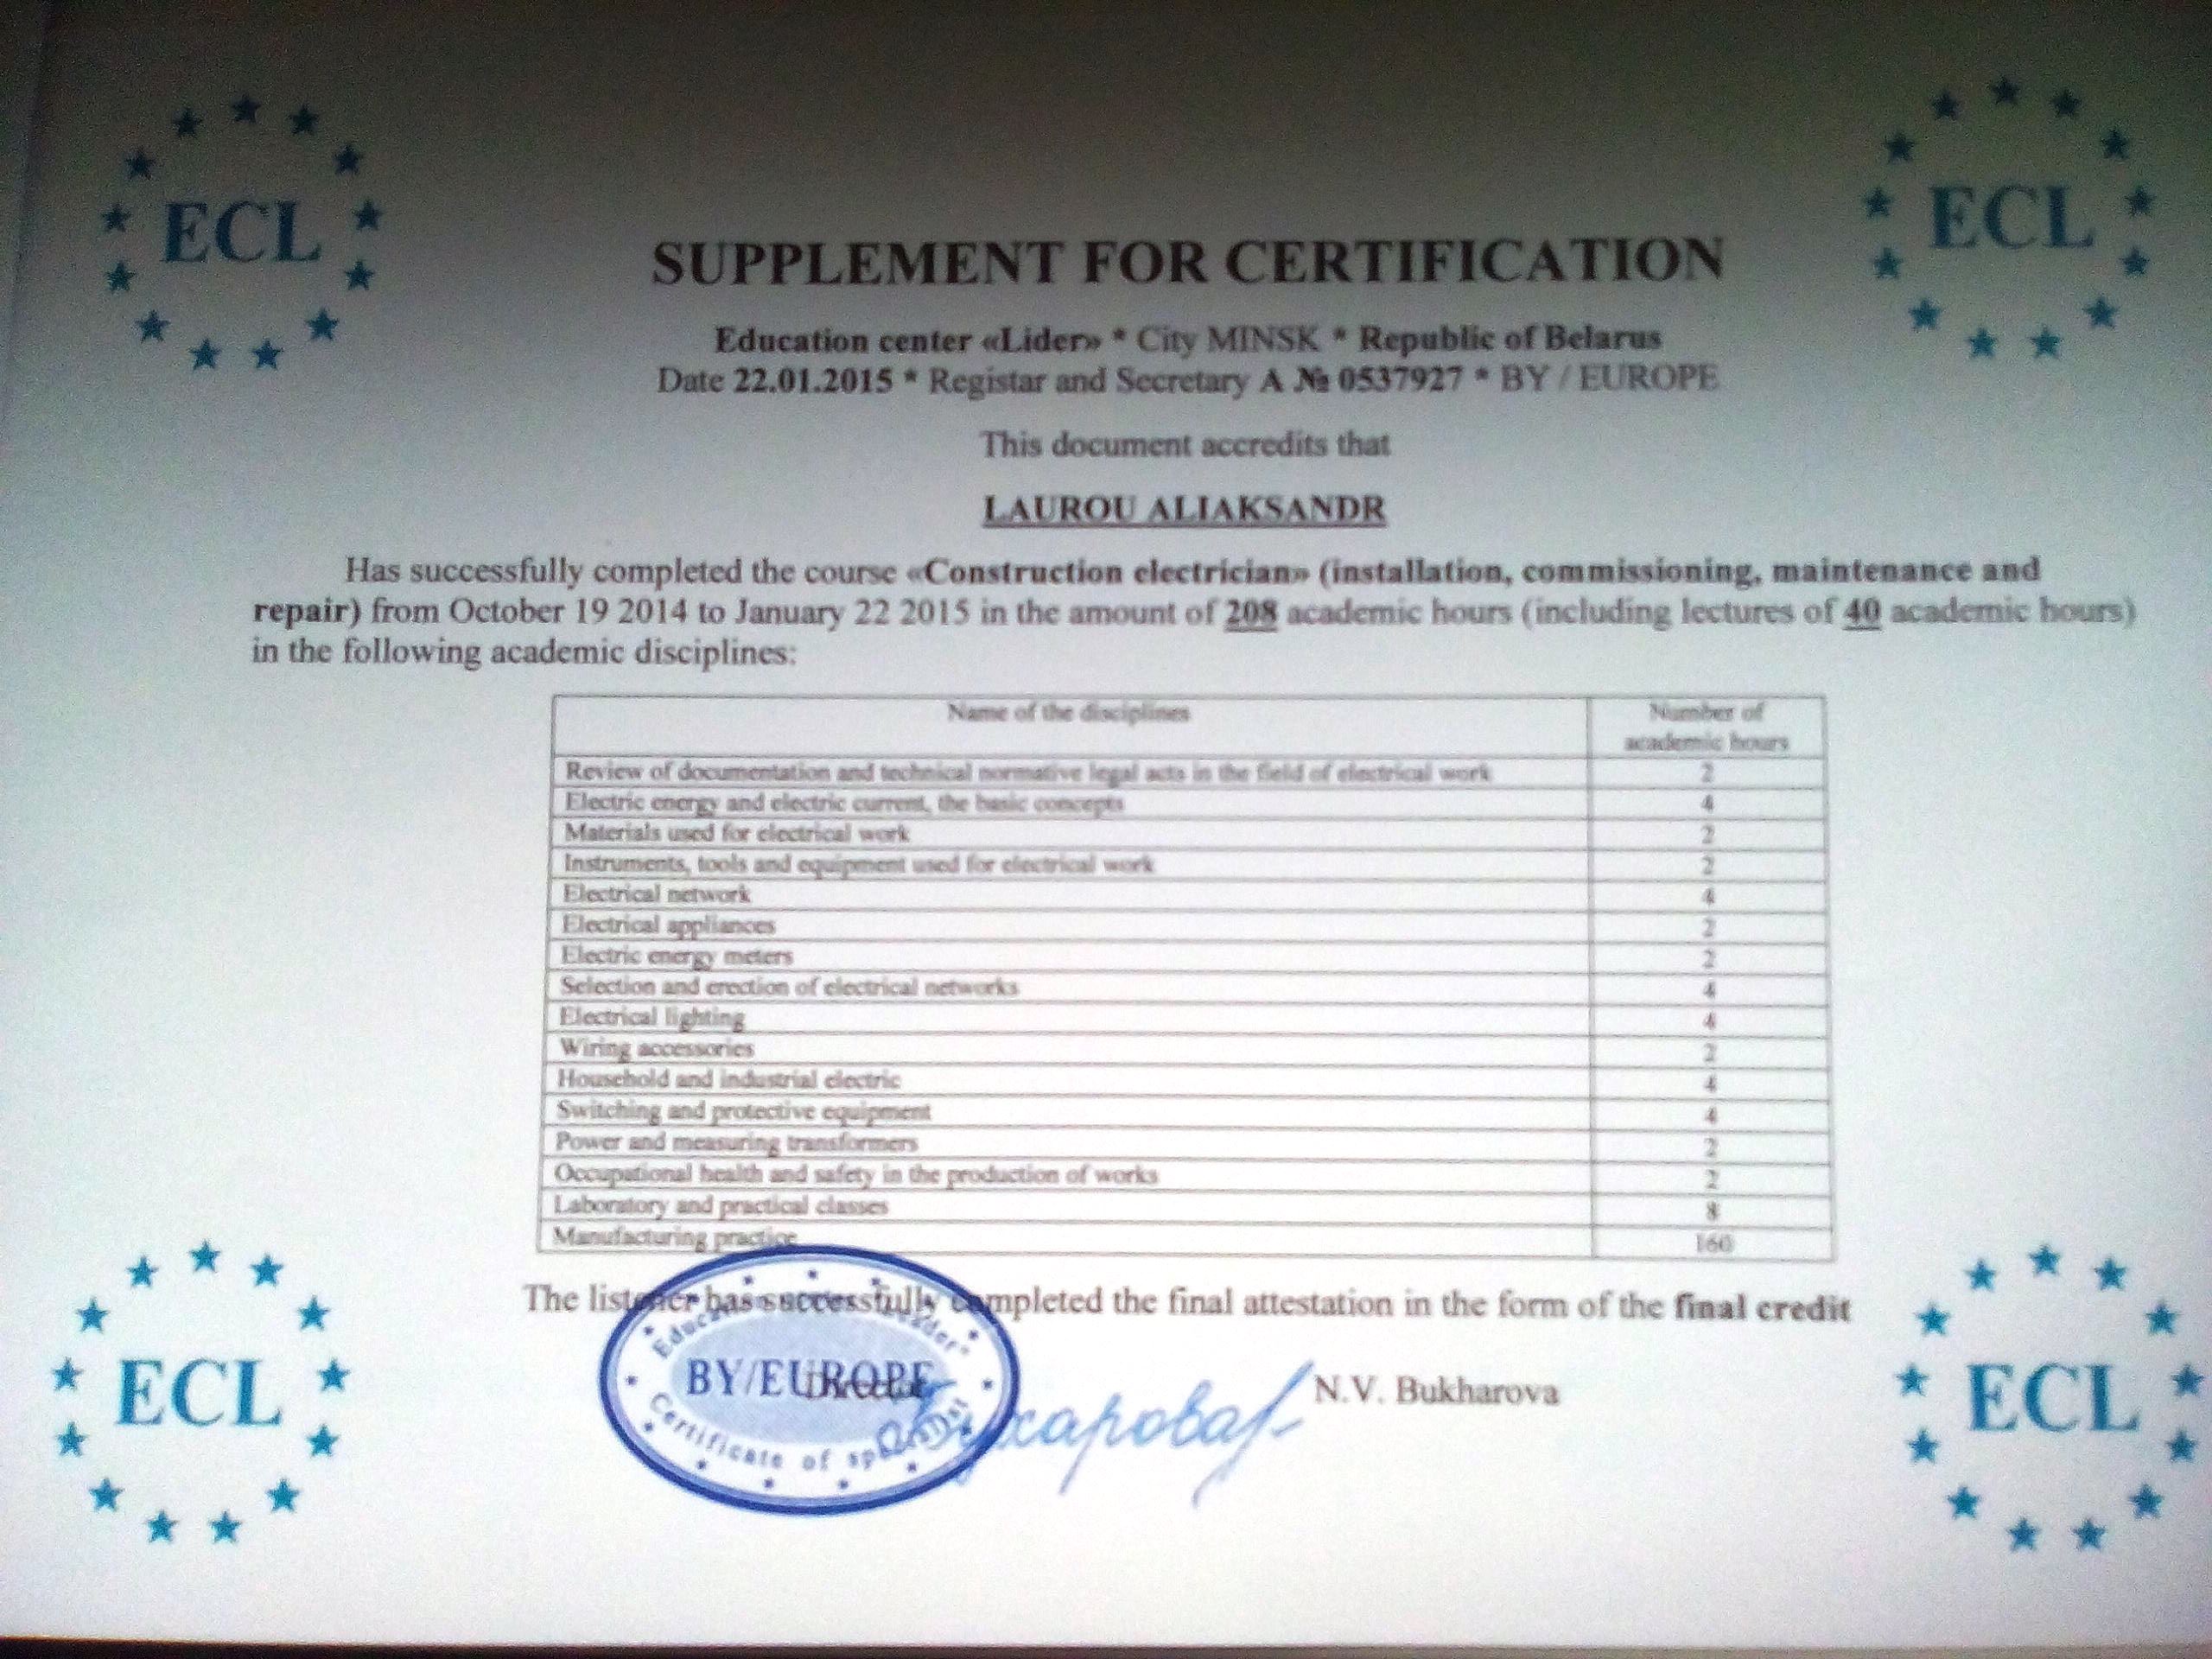 ECL
ECL
SUPPLEMENT FOR CERTIFICATION
Education center «Lider» * City MINSK * Republic of Belarus
Date 22.01.2015 * Registar and Secretary A № 0537927 * BY / EUROPE
This document accredits that
LAUROU ALIAKSANDR
Has successfully completed the course «Construction electrician» (installation, commissioning, maintenance and
repair) from October 19 2014 to January 22 2015 in the amount of 208 academic hours (including lectures of 40 academic hours)
in the following academic disciplines:
Name of the disciplines Number of
academic hours
Review of documentation and technical normative legal acts in the field of electrical work 2
Electric energy and electric current, the basic concepts 4
Materials used for electrical work 2
Instruments, tools and equipment used for electrical work 2
Electrical network 4
Electrical appliances 2
Electric energy meters 2
Selection and erection of electrical networks 4
Electrical lighting 4
Wiring accessories 2
Household and industrial electric 4
Switching and protective equipment 4
Power and measuring transformers 2
Occupational health and safety in the production of works 2
Laboratory and practical classes 8
Manufacturing practice 160
The listener has successfully completed the final attestation in the form of the final credit
BY/EUROPE
Certificate of specialist
N.V. Bukharova
ECL
ECL